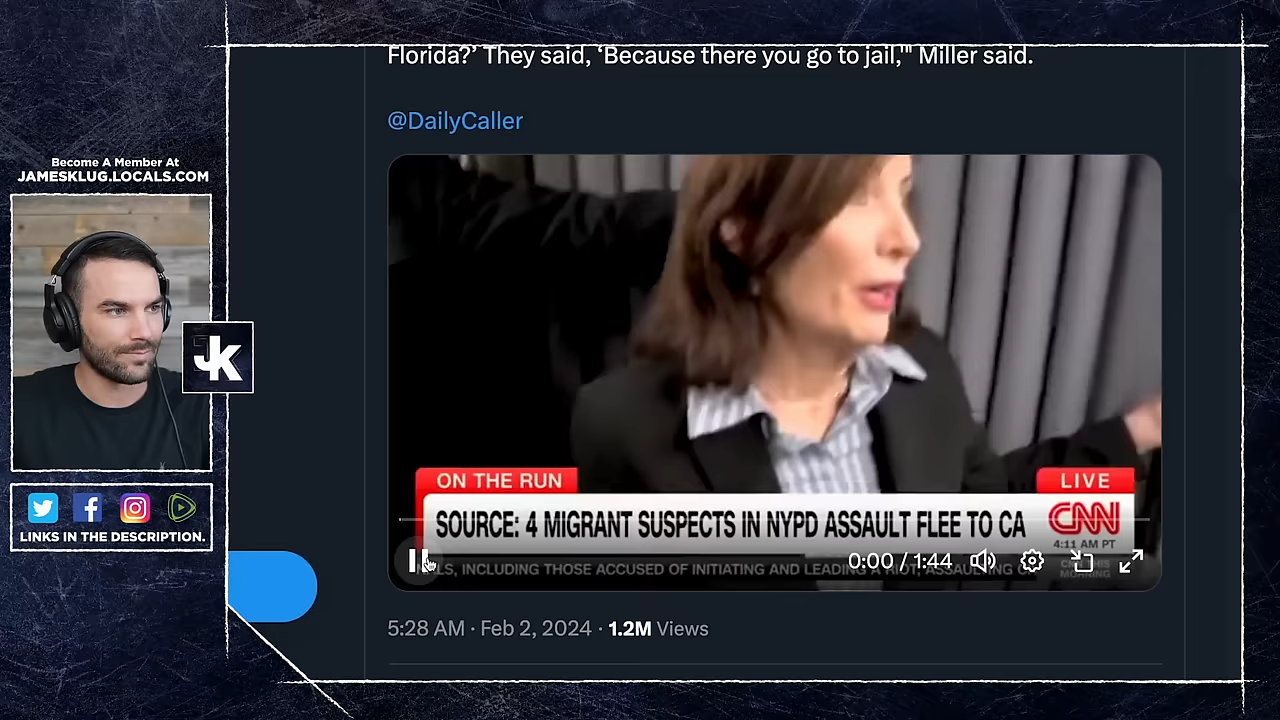 Florida?' They said, 'Because there you go to jail,'" Miller said.
@DailyCaller
Become A Member At
JAMESKLUG.LOCALS.COM
JK
LINKS IN THE DESCRIPTION.
ON THE RUN
LIVE
SOURCE: 4 MIGRANT SUSPECTS IN NYPD ASSAULT FLEE TO CA
CNN
4:11 AM PT
0:00 / 1:44
LS, INCLUDING THOSE ACCUSED OF INITIATING AND LEADING A RIOT, ASSAULTING
MORNING
5:28 AM · Feb 2, 2024 · 1.2M Views